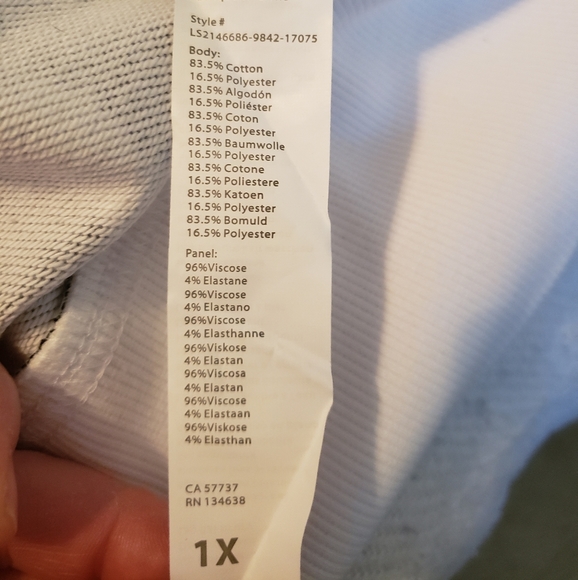 Style #
LS2146686-9842-17075
Body:
83.5% Cotton
16.5% Polyester
83.5% Algodón
16.5% Poliéster
83.5% Coton
16.5% Polyester
83.5% Baumwolle
16.5% Polyester
83.5% Cotone
16.5% Poliestere
83.5% Katoen
16.5% Polyester
83.5% Bomuld
16.5% Polyester
Panel:
96%Viscose
4% Elastane
96%Viscose
4% Elastano
96%Viscose
4% Elasthanne
96%Viskose
4% Elastan
96%Viscosa
4% Elastan
96%Viscose
4% Elastaan
96%Viskose
4% Elasthan
CA 57737
RN 134638
1X